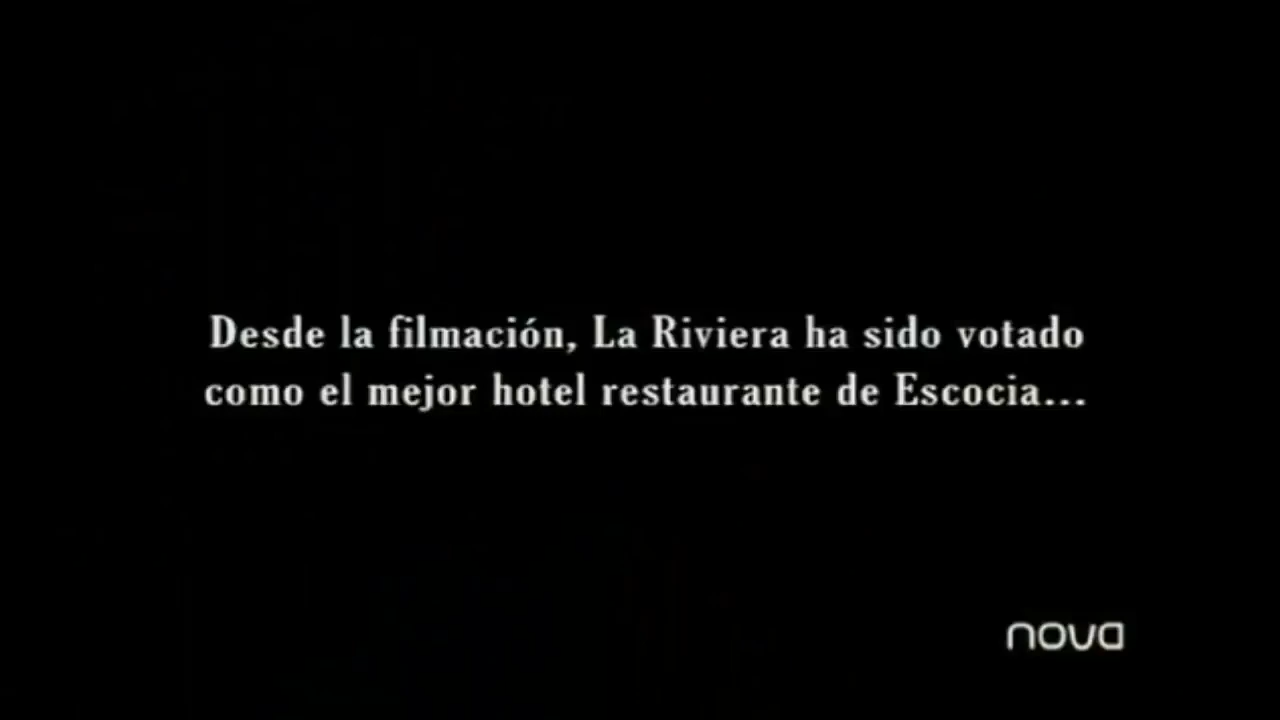 Desde la filmación, La Riviera ha sido votado
como el mejor hotel restaurante de Escocia...
nova